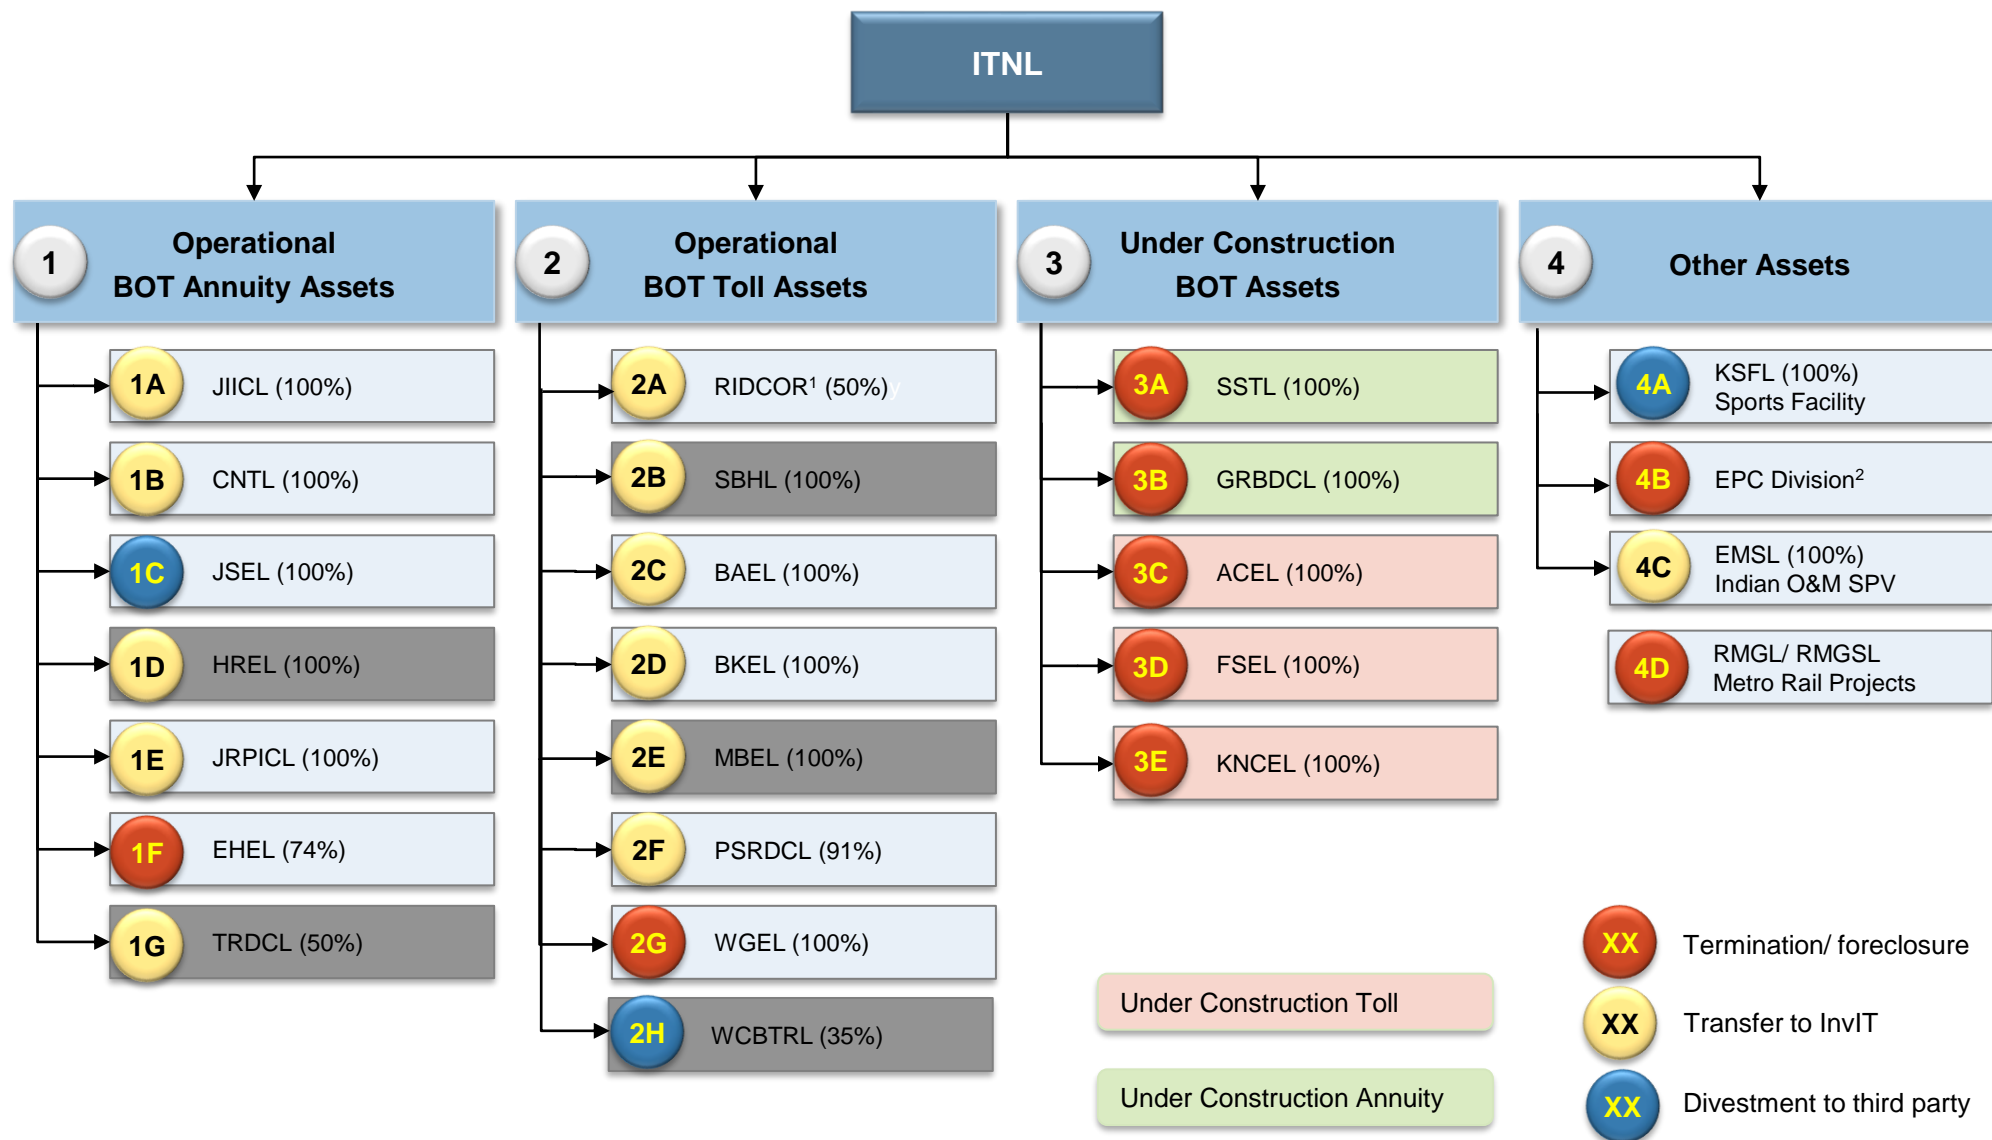 ITNL
1
Operational
BOT Annuity Assets
1A
JIICL (100%)
1B
CNTL (100%)
1C
JSEL (100%)
1D
HREL (100%)
1E
JRPICL (100%)
1F
EHEL (74%)
1G
TRDCL (50%)
2
Operational
BOT Toll Assets
2A
RIDCOR¹ (50%)y
2B
SBHL (100%)
2C
BAEL (100%)
2D
BKEL (100%)
2E
MBEL (100%)
2F
PSRDCL (91%)
2G
WGEL (100%)
2H
WCBTRL (35%)
3
Under Construction
BOT Assets
3A
SSTL (100%)
3B
GRBDCL (100%)
3C
ACEL (100%)
3D
FSEL (100%)
3E
KNCEL (100%)
4
Other Assets
4A
KSFL (100%)
Sports Facility
4B
EPC Division²
4C
EMSL (100%)
Indian O&M SPV
4D
RMGL/ RMGSL
Metro Rail Projects
Under Construction Toll
Under Construction Annuity
XX
Termination/ foreclosure
XX
Transfer to InvIT
XX
Divestment to third party